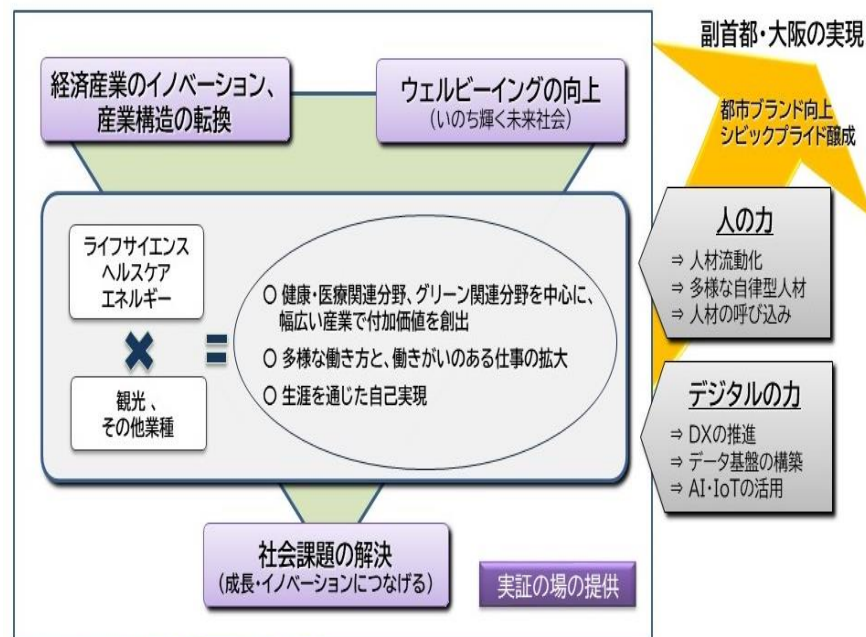 副首都・大阪の実現
都市ブランド向上
シビックプライド醸成
経済産業のイノベーション、
産業構造の転換
ウェルビーイングの向上
（いのち輝く未来社会）
ライフサイエンス
ヘルスケア
エネルギー
×
観光、
その他業種
＝
○ 健康・医療関連分野、グリーン関連分野を中心に、
幅広い産業で付加価値を創出
○ 多様な働き方と、働きがいのある仕事の拡大
○ 生涯を通じた自己実現
人の力
⇒ 人材流動化
⇒ 多様な自律型人材
⇒ 人材の呼び込み
デジタルの力
⇒ DXの推進
⇒ データ基盤の構築
⇒ AI・IoTの活用
社会課題の解決
（成長・イノベーションにつなげる）
実証の場の提供